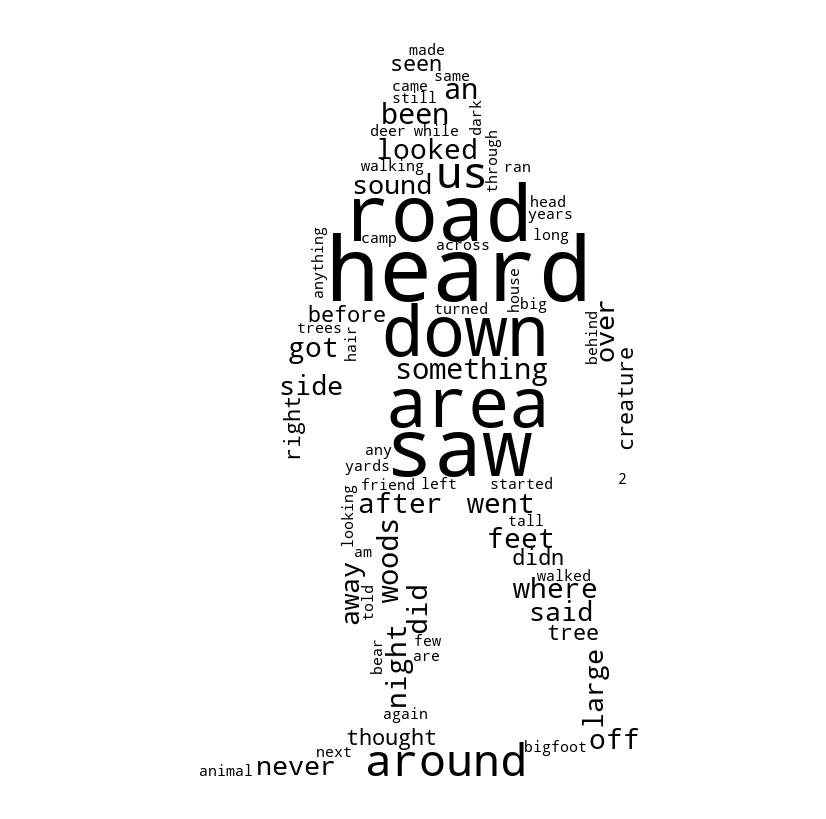 made
seen
same
came
an
still
been
dark
deer
while
looked
through
walking
ran
us
sound
road
head
years
anything
camp
across
long
heard
house
before
turned
big
trees
down
behind
over
got
hair
something
creature
side
area
right
saw
any
yards
2
friend
left
started
looking
after
went
tall
woods
feet
am
didn
away
told
walked
where
did
said
tree
night
few
bear
are
large
again
thought
off
next
around
bigfoot
animal
never